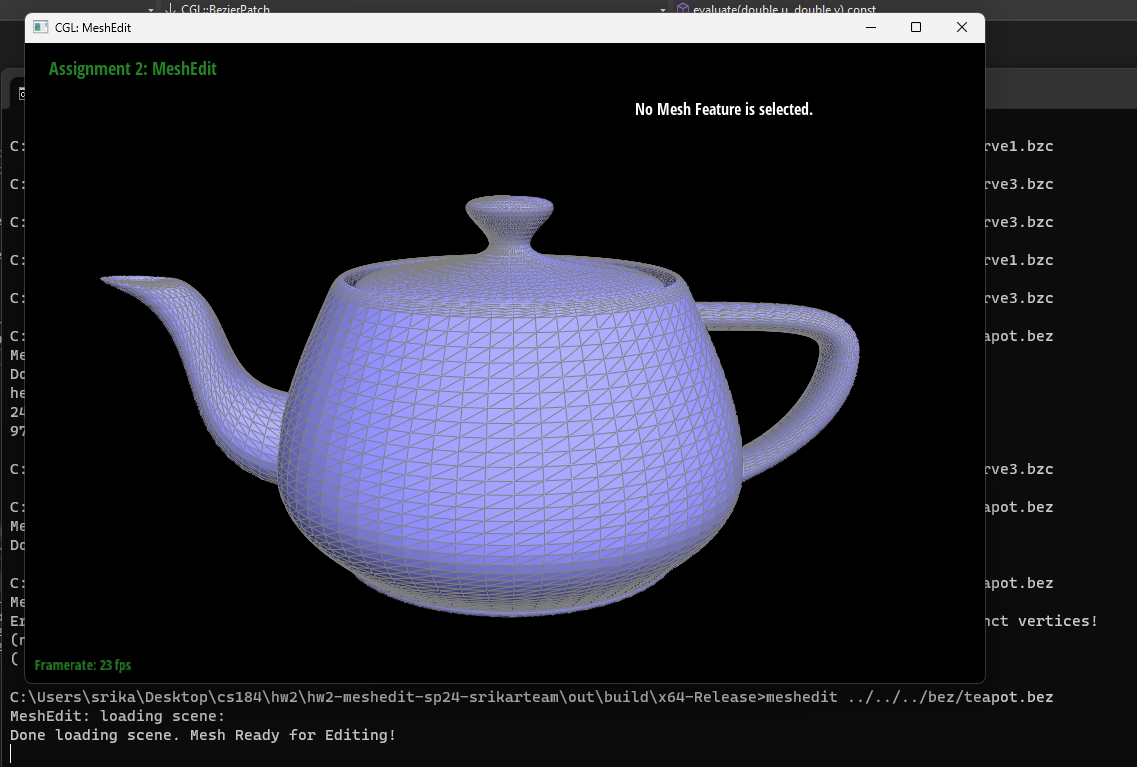 CGL::BezierPatch
evaluate(double u, double v) const
CGL: MeshEdit
Assignment 2: MeshEdit
No Mesh Feature is selected.
C: rve1.bzc
C: rve3.bzc
C: rve3.bzc
C: rve1.bzc
C: rve3.bzc
C: apot.bez
Me
Do
he
24
97
C: rve3.bzc
C: apot.bez
Me
Do
C: apot.bez
Me
Er nct vertices!
(n
(
Framerate: 23 fps
C:\Users\srika\Desktop\cs184\hw2\hw2-meshedit-sp24-srikarteam\out\build\x64-Release>meshedit ../../../bez/teapot.bez
MeshEdit: loading scene:
Done loading scene. Mesh Ready for Editing!